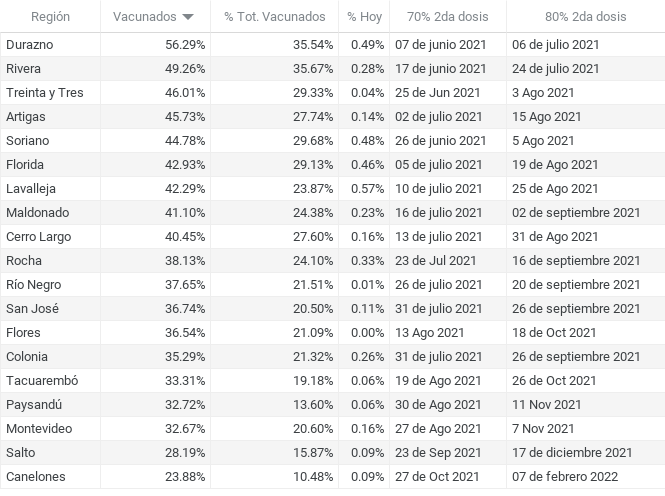 Región Vacunados % Tot. Vacunados % Hoy 70% 2da dosis 80% 2da dosis
Durazno 56.29% 35.54% 0.49% 07 de junio 2021 06 de julio 2021
Rivera 49.26% 35.67% 0.28% 17 de junio 2021 24 de julio 2021
Treinta y Tres 46.01% 29.33% 0.04% 25 de Jun 2021 3 Ago 2021
Artigas 45.73% 27.74% 0.14% 02 de julio 2021 15 Ago 2021
Soriano 44.78% 29.68% 0.48% 26 de junio 2021 5 Ago 2021
Florida 42.93% 29.13% 0.46% 05 de julio 2021 19 de Ago 2021
Lavalleja 42.29% 23.87% 0.57% 10 de julio 2021 25 de Ago 2021
Maldonado 41.10% 24.38% 0.23% 16 de julio 2021 02 de septiembre 2021
Cerro Largo 40.45% 27.60% 0.16% 13 de julio 2021 31 de Ago 2021
Rocha 38.13% 24.10% 0.33% 23 de Jul 2021 16 de septiembre 2021
Río Negro 37.65% 21.51% 0.01% 26 de julio 2021 20 de septiembre 2021
San José 36.74% 20.50% 0.11% 31 de julio 2021 26 de septiembre 2021
Flores 36.54% 21.09% 0.00% 13 Ago 2021 18 de Oct 2021
Colonia 35.29% 21.32% 0.26% 31 de julio 2021 26 de septiembre 2021
Tacuarembó 33.31% 19.18% 0.06% 19 de Ago 2021 26 de Oct 2021
Paysandú 32.72% 13.60% 0.06% 30 de Ago 2021 11 Nov 2021
Montevideo 32.67% 20.60% 0.16% 27 de Ago 2021 7 Nov 2021
Salto 28.19% 15.87% 0.09% 23 de Sep 2021 17 de diciembre 2021
Canelones 23.88% 10.48% 0.09% 27 de Oct 2021 07 de febrero 2022